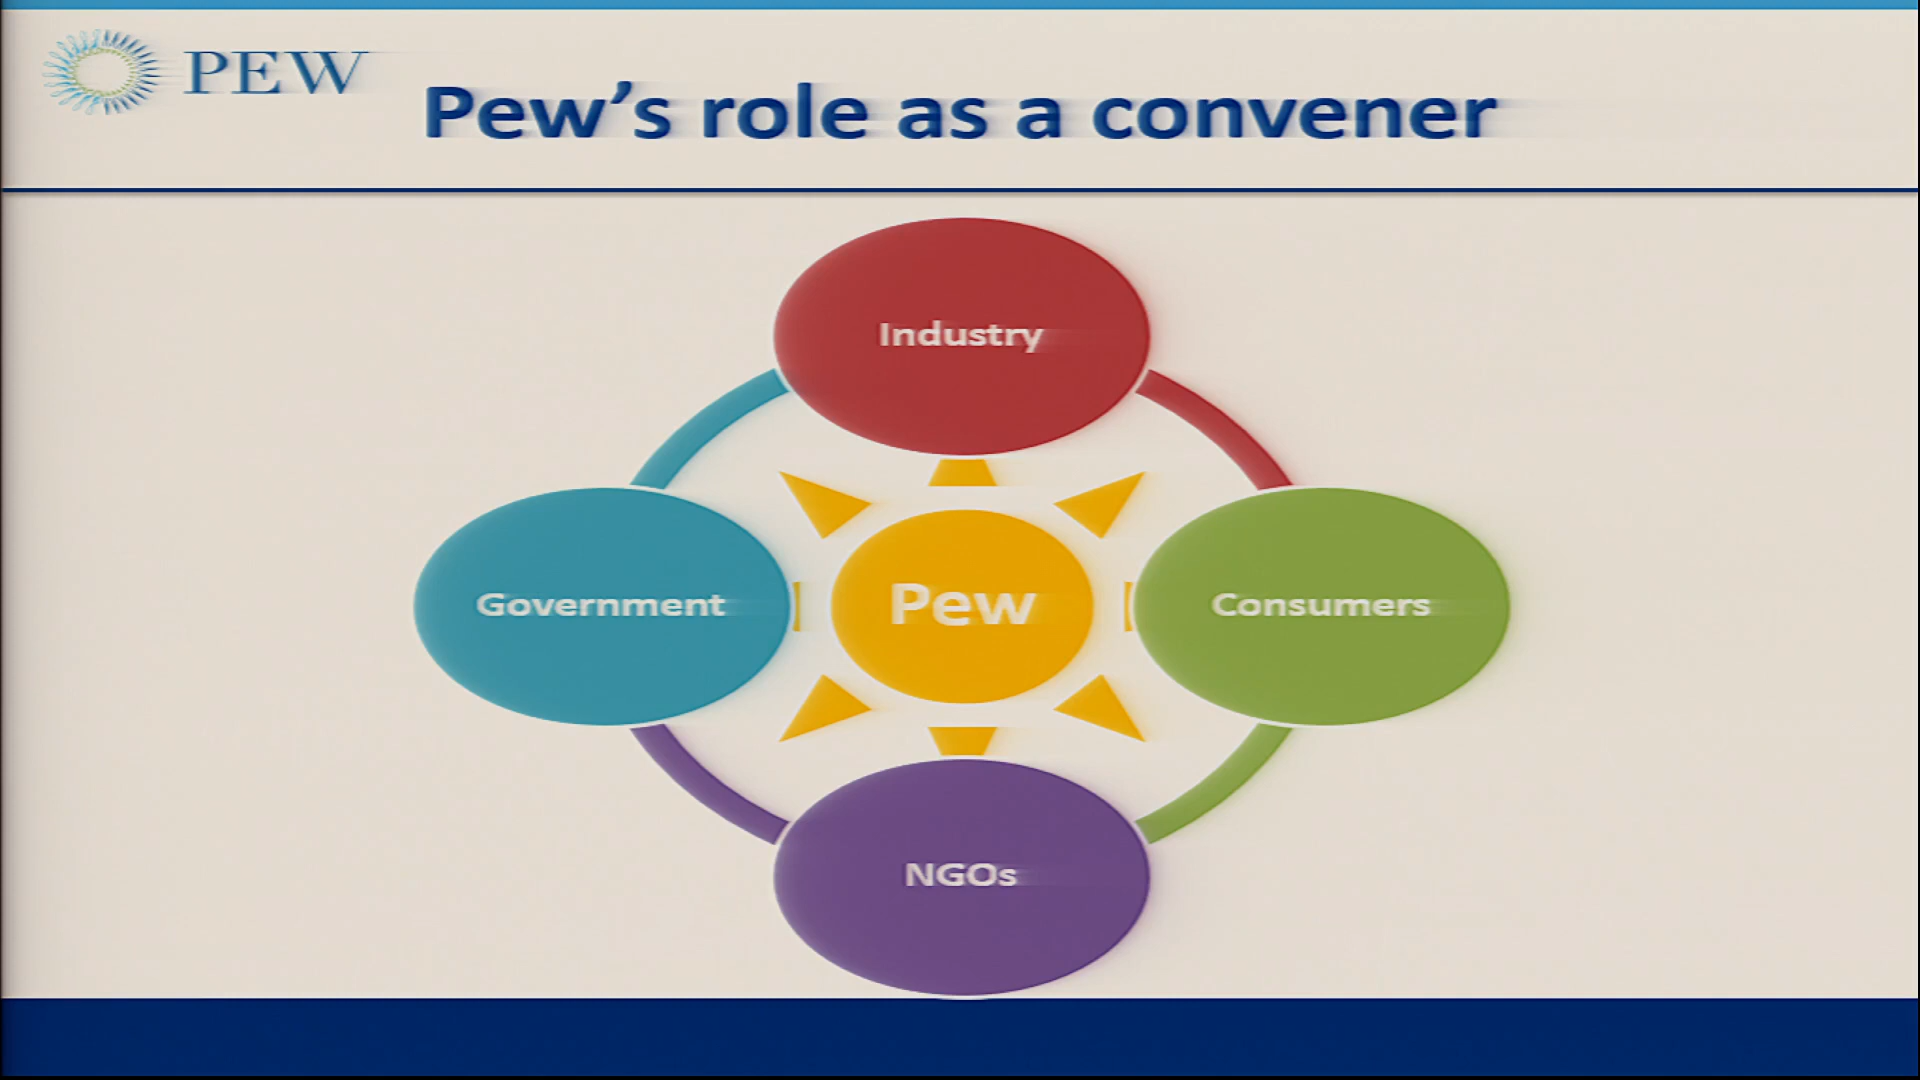 PEW
Pew's role as a convener
Industry
Government
Pew
Consumers
NGOs